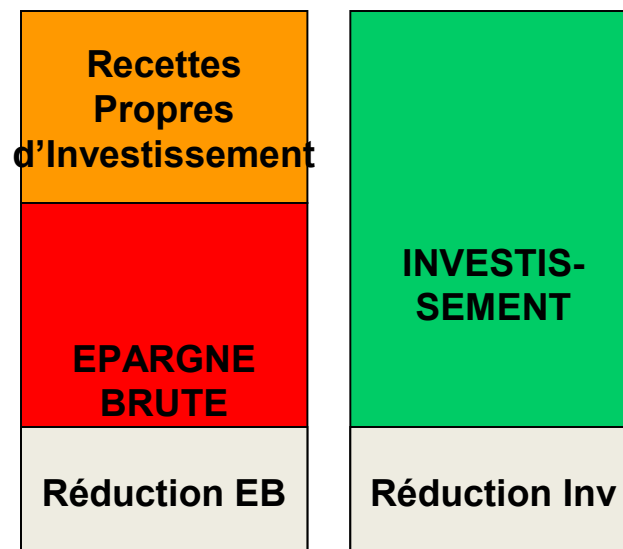 Recettes
Propres
d’Investissement
EPARGNE
BRUTE
Réduction EB
INVESTIS-
SEMENT
Réduction Inv